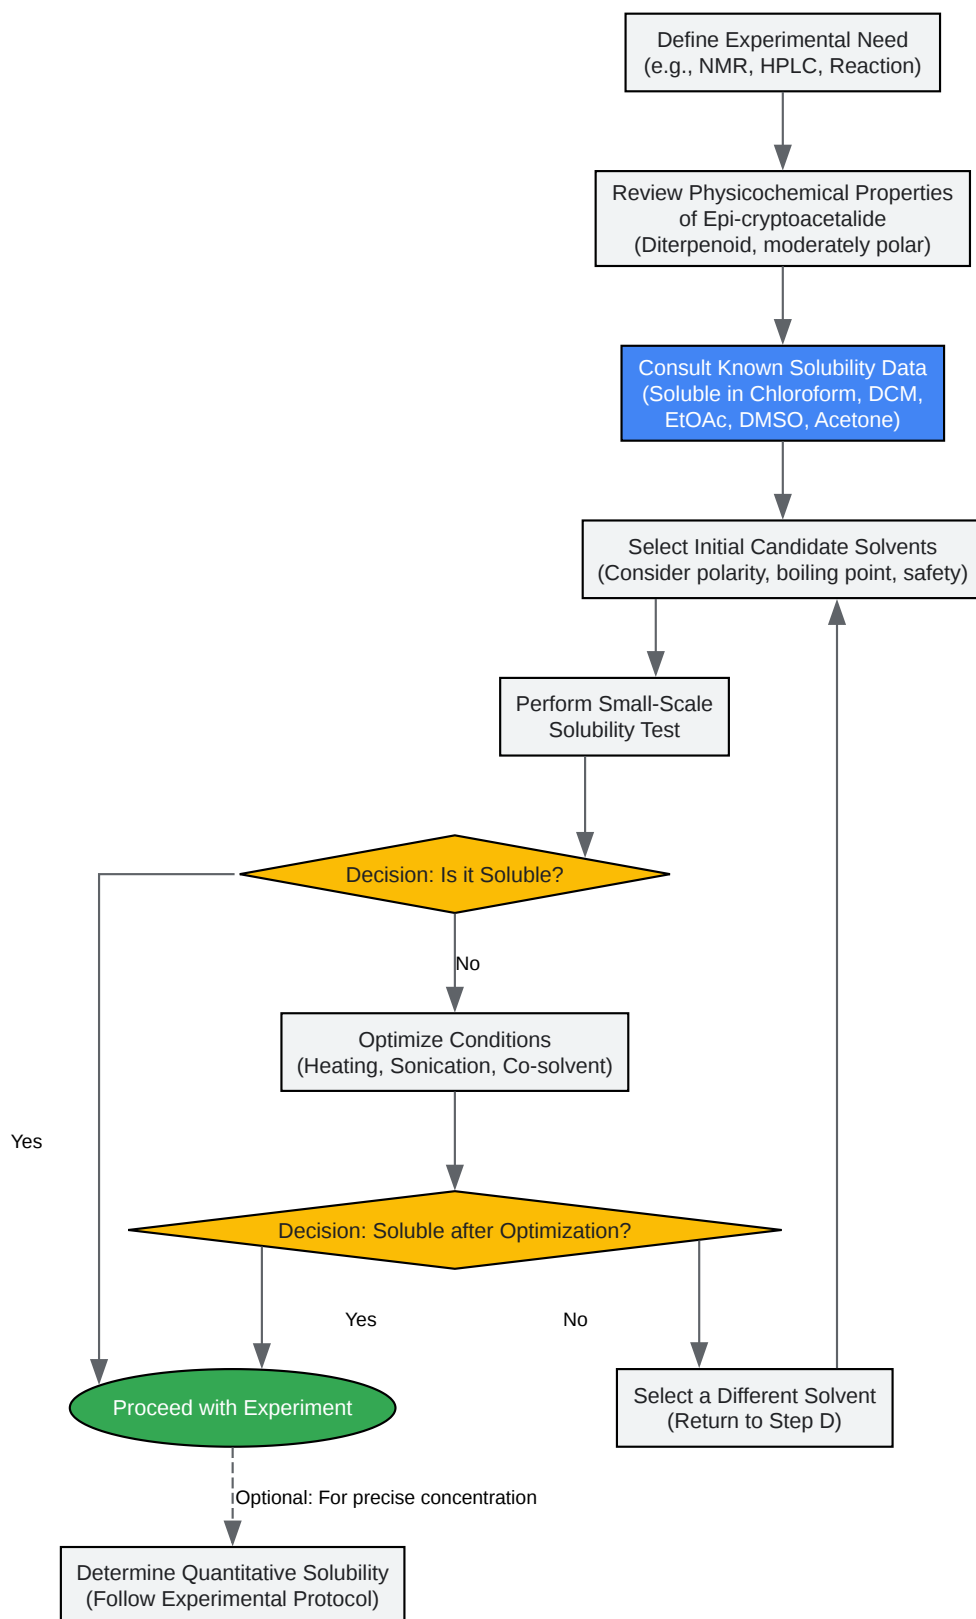 Define Experimental Need
(e.g., NMR, HPLC, Reaction)
Review Physicochemical Properties
of Epi-cryptoacetalide
(Diterpenoid, moderately polar)
Consult Known Solubility Data
(Soluble in Chloroform, DCM,
EtOAc, DMSO, Acetone)
Select Initial Candidate Solvents
(Consider polarity, boiling point, safety)
Perform Small-Scale
Solubility Test
Decision: Is it Soluble?
No
Optimize Conditions
(Heating, Sonication, Co-solvent)
Yes
Decision: Soluble after Optimization?
Yes
No
Proceed with Experiment
Select a Different Solvent
(Return to Step D)
Optional: For precise concentration
Determine Quantitative Solubility
(Follow Experimental Protocol)